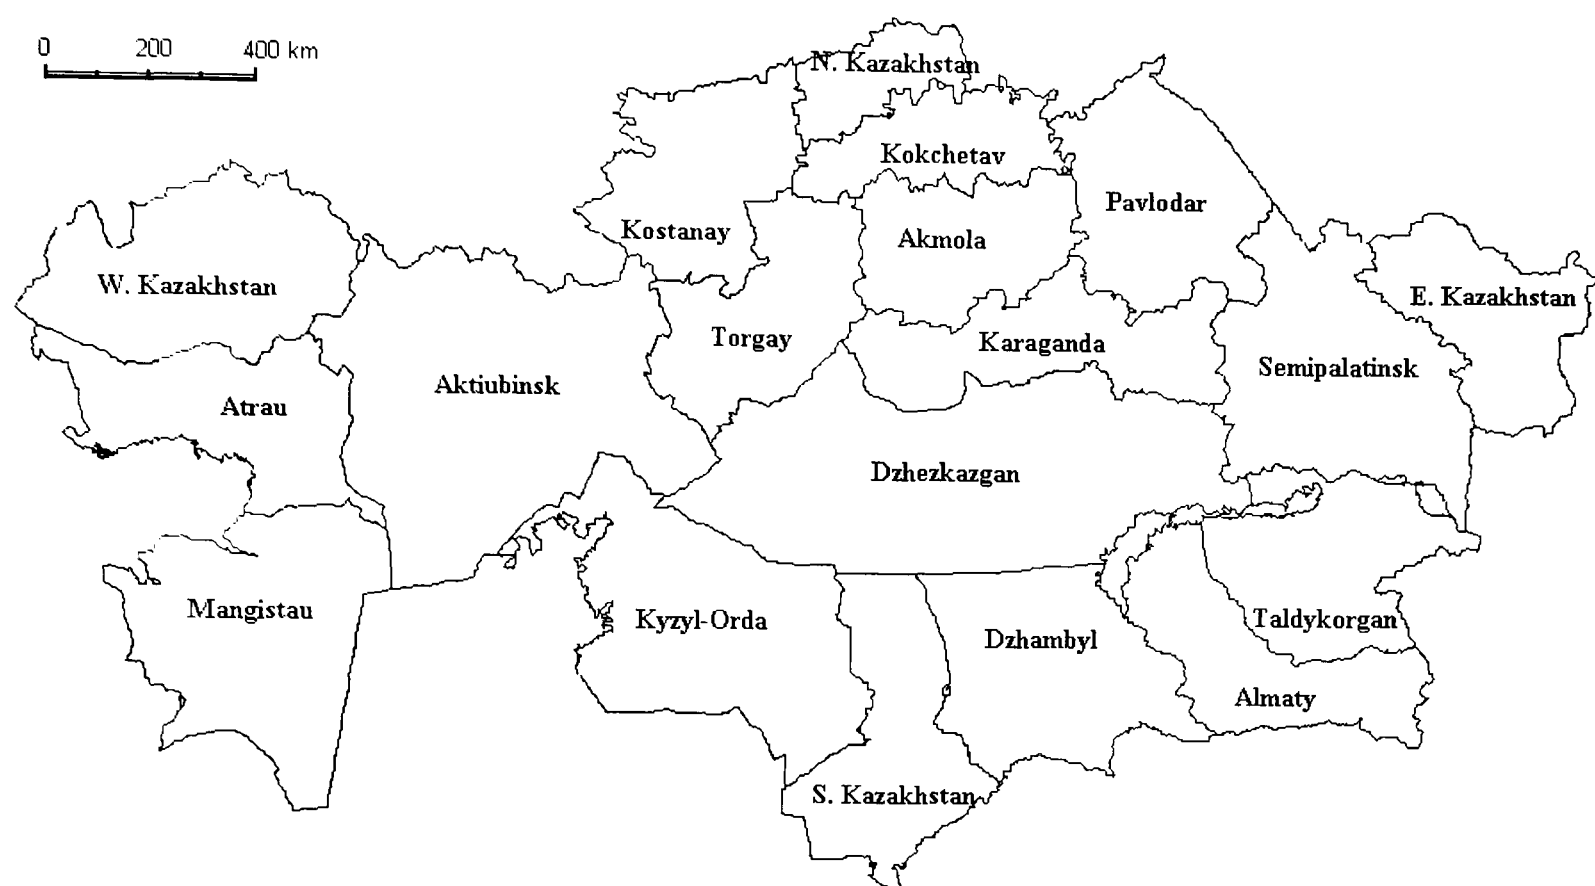 0 200 400 km
N. Kazakhstan
Kokchetav
Pavlodar
Kostanay
Akmola
W. Kazakhstan
E. Kazakhstan
Torgay
Karaganda
Semipalatinsk
Aktiubinsk
Atrau
Dzhezkazgan
Mangistau
Kyzyl-Orda
Taldykorgan
Dzhambyl
Almaty
S. Kazakhstan